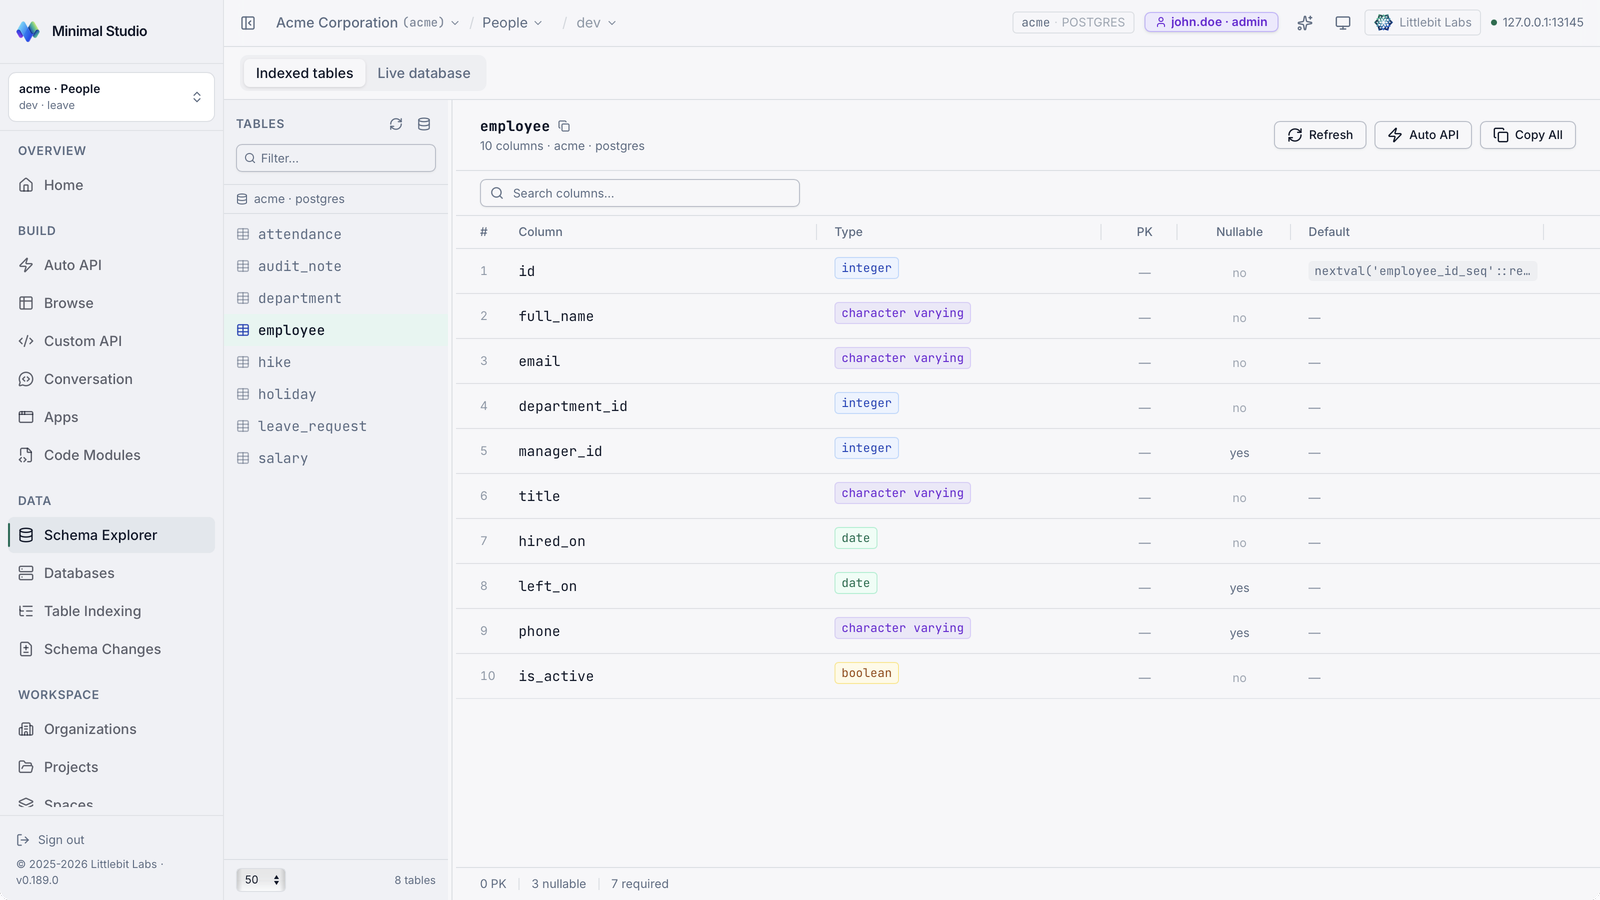 Minimal Studio
acme · People
dev · leave
OVERVIEW
Home
BUILD
Auto API
Browse
Custom API
Conversation
Apps
Code Modules
DATA
Schema Explorer
Databases
Table Indexing
Schema Changes
WORKSPACE
Organizations
Projects
Spaces
Sign out
© 2025-2026 Littlebit Labs ·
v0.189.0
Acme Corporation (acme) / People / dev
acme · POSTGRES
john.doe · admin
Littlebit Labs
127.0.0.1:13145
Indexed tables
Live database
TABLES
Filter...
acme · postgres
attendance
audit_note
department
employee
hike
holiday
leave_request
salary
50
8 tables
employee
10 columns · acme · postgres
Refresh
Auto API
Copy All
Search columns...
# Column Type PK Nullable Default
1 id integer — no nextval('employee_id_seq'::re…
2 full_name character varying — no —
3 email character varying — no —
4 department_id integer — no —
5 manager_id integer — yes —
6 title character varying — no —
7 hired_on date — no —
8 left_on date — yes —
9 phone character varying — yes —
10 is_active boolean — no —
0 PK
3 nullable
7 required